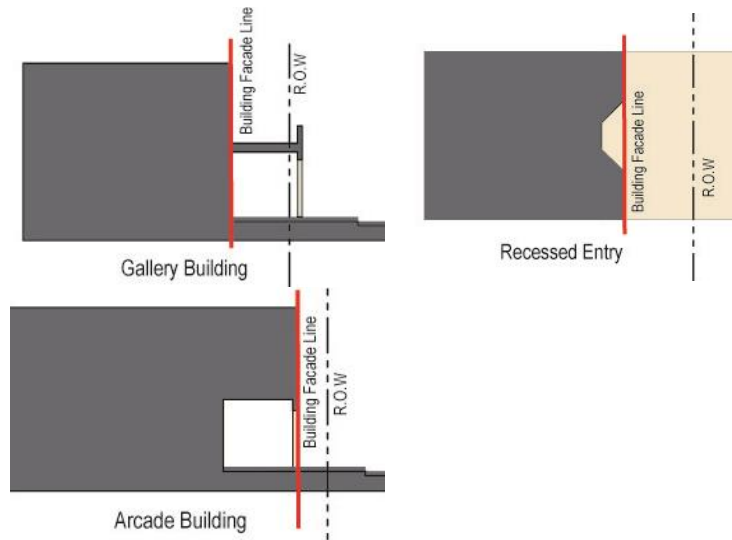 Building Facade Line
R.O.W
Gallery Building
Building Facade Line
R.O.W
Recessed Entry
Building Facade Line
R.O.W
Arcade Building